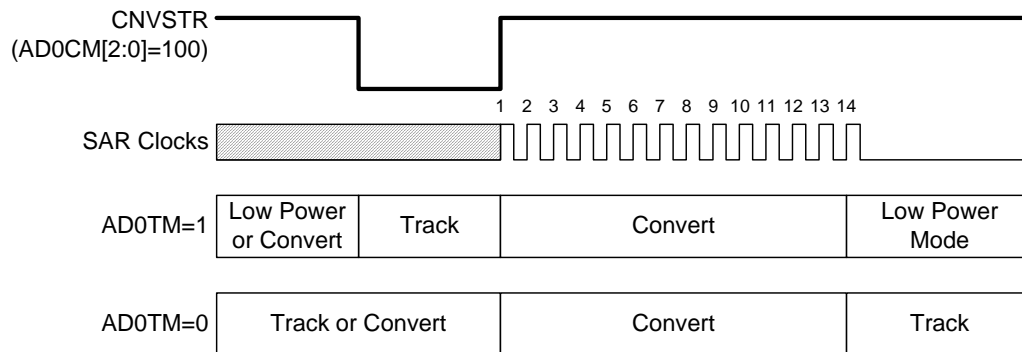 CNVSTR
(AD0CM[2:0]=100)
1 2 3 4 5 6 7 8 9 10 11 12 13 14
SAR Clocks
AD0TM=1
Low Power
or Convert
Track
Convert
Low Power
Mode
AD0TM=0
Track or Convert
Convert
Track